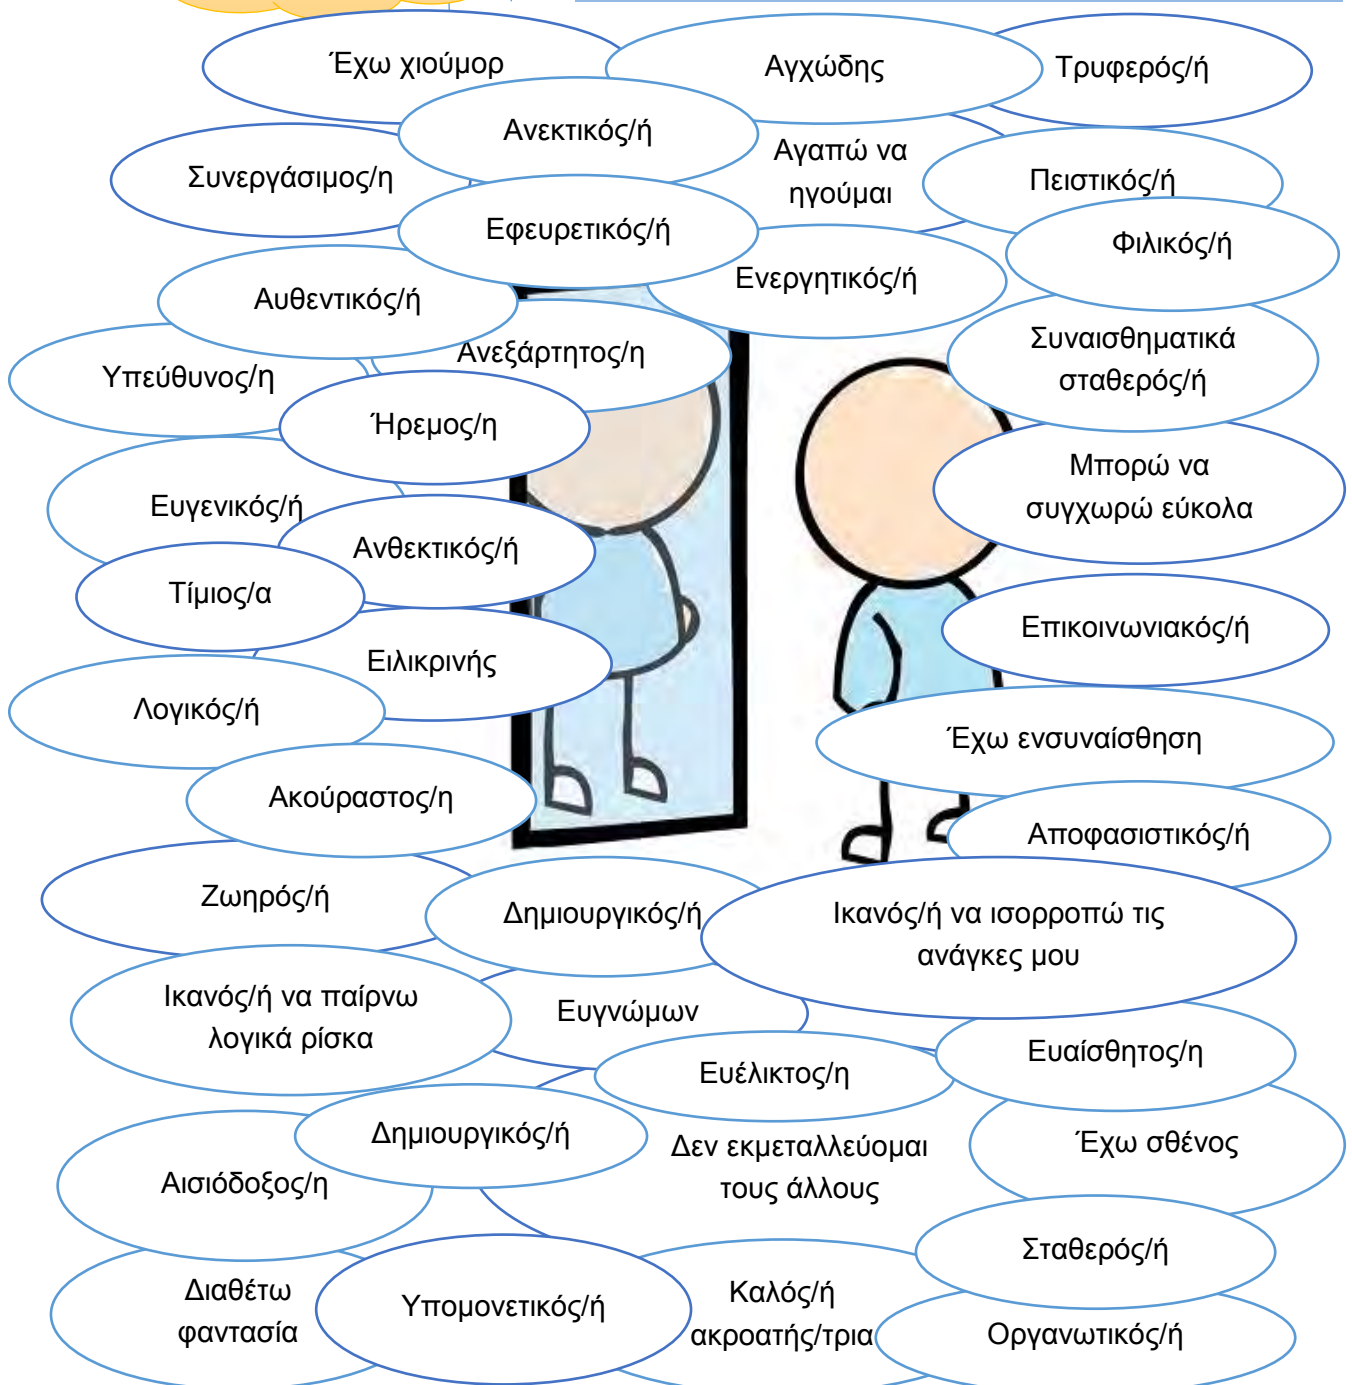 Έχω χιούμορ
Αγχώδης
Τρυφερός/ή
Ανεκτικός/ή
Αγαπώ να
ηγούμαι
Συνεργάσιμος/η
Πειστικός/ή
Εφευρετικός/ή
Φιλικός/ή
Ενεργητικός/ή
Αυθεντικός/ή
Ανεξάρτητος/η
Συναισθηματικά
σταθερός/ή
Υπεύθυνος/η
Ήρεμος/η
Μπορώ να
συγχωρώ εύκολα
Ευγενικός/ή
Ανθεκτικός/ή
Τίμιος/α
Επικοινωνιακός/ή
Ειλικρινής
Λογικός/ή
Έχω ενσυναίσθηση
Ακούραστος/η
Αποφασιστικός/ή
Ζωηρός/ή
Δημιουργικός/ή
Ικανός/ή να ισορροπώ τις
ανάγκες μου
Ικανός/ή να παίρνω
λογικά ρίσκα
Ευγνώμων
Ευαίσθητος/η
Ευέλικτος/η
Δημιουργικός/ή
Δεν εκμεταλλεύομαι
τους άλλους
Έχω σθένος
Αισιόδοξος/η
Σταθερός/ή
Διαθέτω
φαντασία
Υπομονετικός/ή
Καλός/ή
ακροατής/τρια
Οργανωτικός/ή